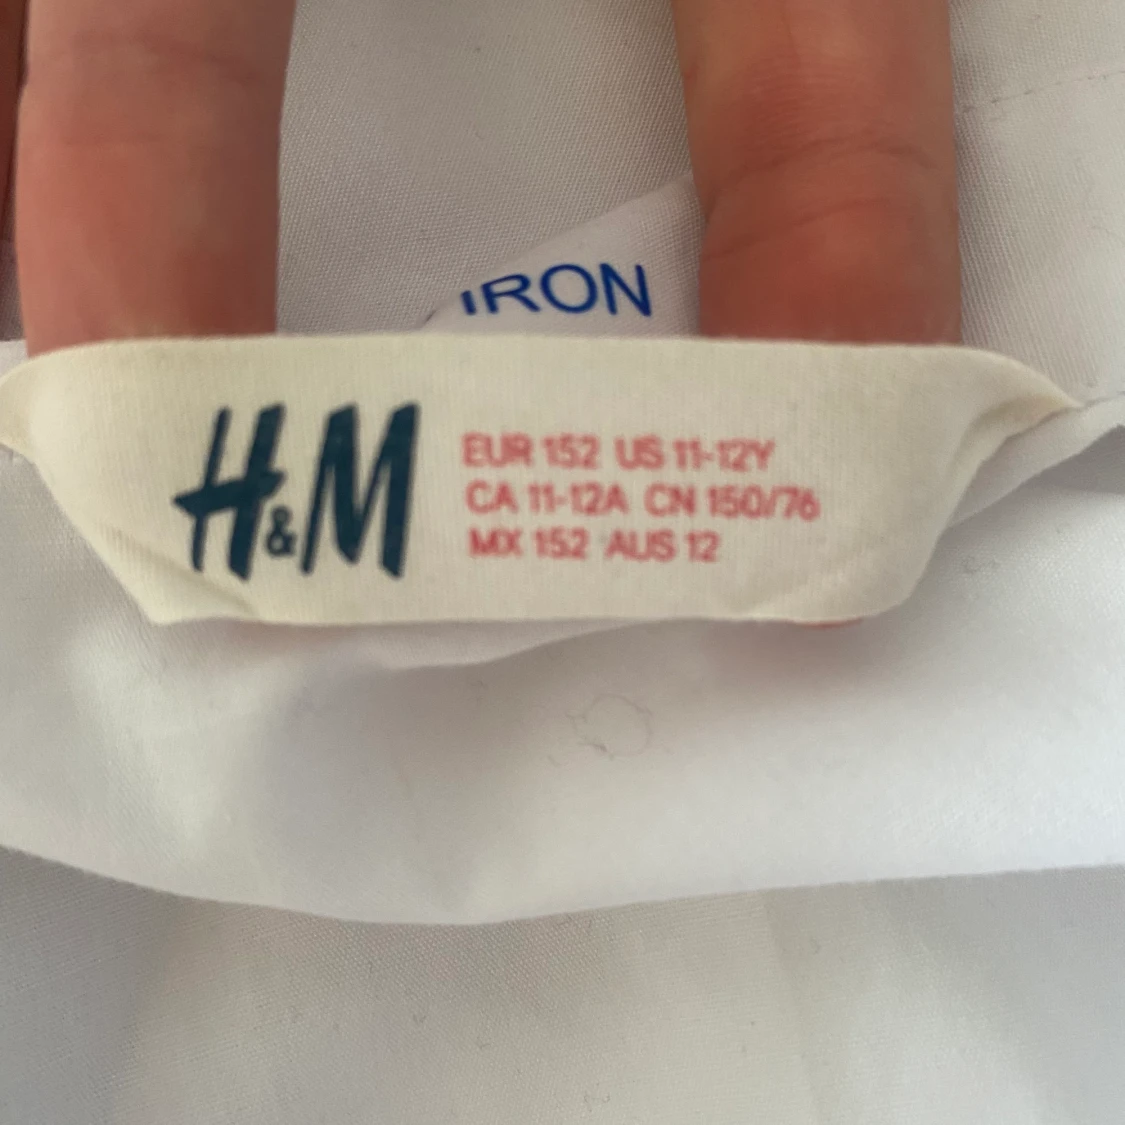 IRON
H&M
EUR 152 US 11-12Y
CA 11-12A CN 150/76
MX 152 AUS 12